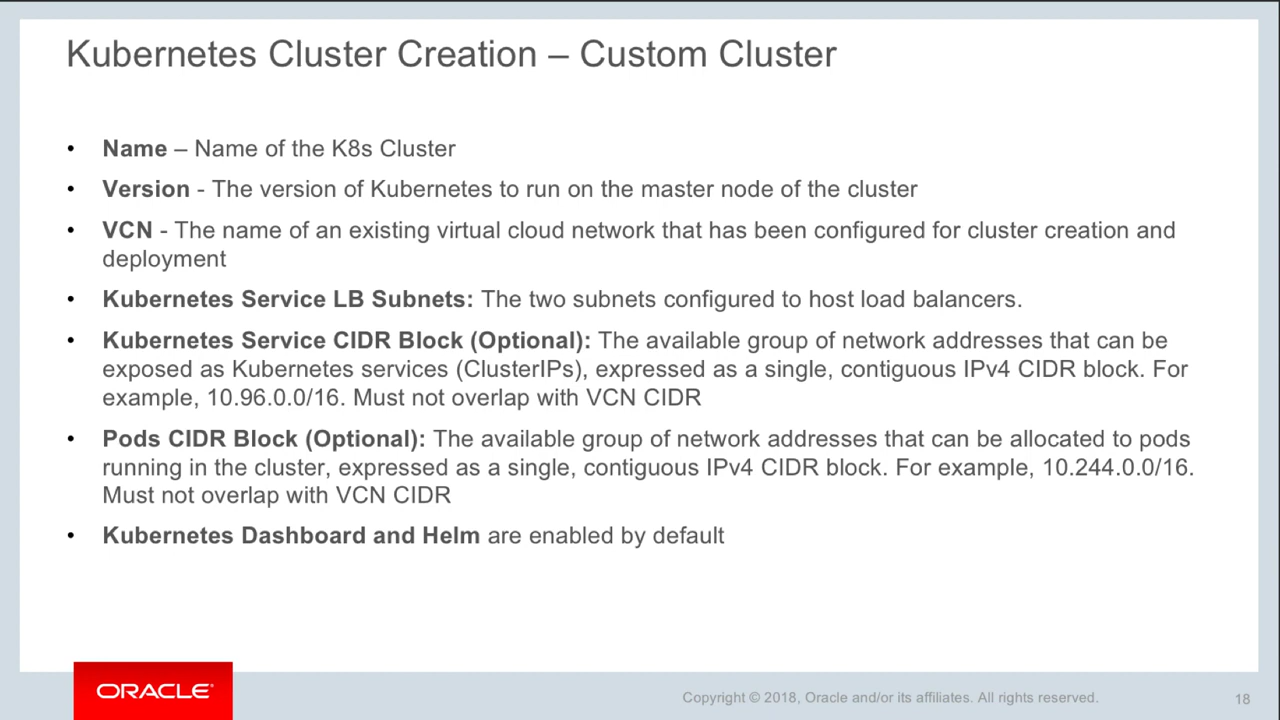 Kubernetes Cluster Creation – Custom Cluster
• Name – Name of the K8s Cluster
• Version - The version of Kubernetes to run on the master node of the cluster
• VCN - The name of an existing virtual cloud network that has been configured for cluster creation and
deployment
• Kubernetes Service LB Subnets: The two subnets configured to host load balancers.
• Kubernetes Service CIDR Block (Optional): The available group of network addresses that can be
exposed as Kubernetes services (ClusterIPs), expressed as a single, contiguous IPv4 CIDR block. For
example, 10.96.0.0/16. Must not overlap with VCN CIDR
• Pods CIDR Block (Optional): The available group of network addresses that can be allocated to pods
running in the cluster, expressed as a single, contiguous IPv4 CIDR block. For example, 10.244.0.0/16.
Must not overlap with VCN CIDR
• Kubernetes Dashboard and Helm are enabled by default
ORACLE®
Copyright © 2018, Oracle and/or its affiliates. All rights reserved.
18